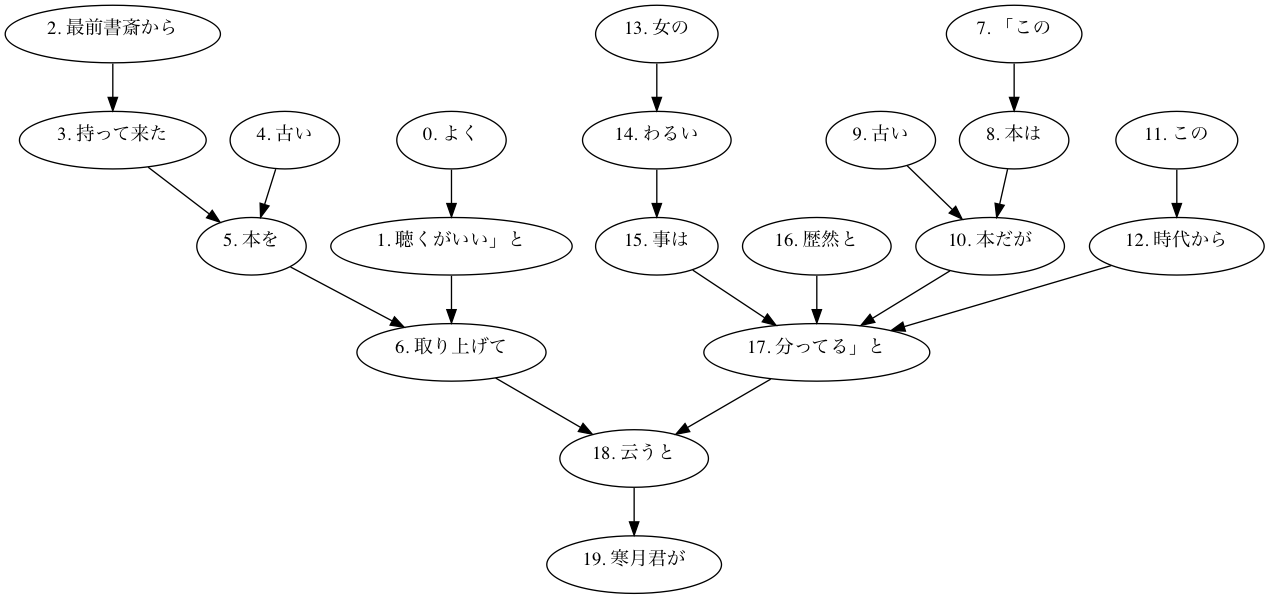 2. 最前書斎から
13. 女の
7. 「この
3. 持って来た
4. 古い
0. よく
14. わるい
9. 古い
8. 本は
11. この
5. 本を
1. 聴くがいい」と
15. 事は
16. 歴然と
10. 本だが
12. 時代から
6. 取り上げて
17. 分ってる」と
18. 云うと
19. 寒月君が